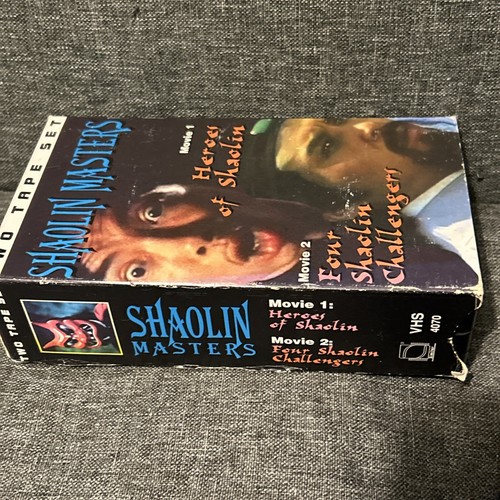 TWO TAPE SET
SHAOLIN MASTERS
Movie 1
Heroes
of Shaolin
Movie 2
Four
Shaolin
Challengers
TWO TAPE SET
SHAOLIN
MASTERS
Movie 1:
Heroes
of Shaolin
Movie 2:
Four Shaolin
Challengers
VHS
4070